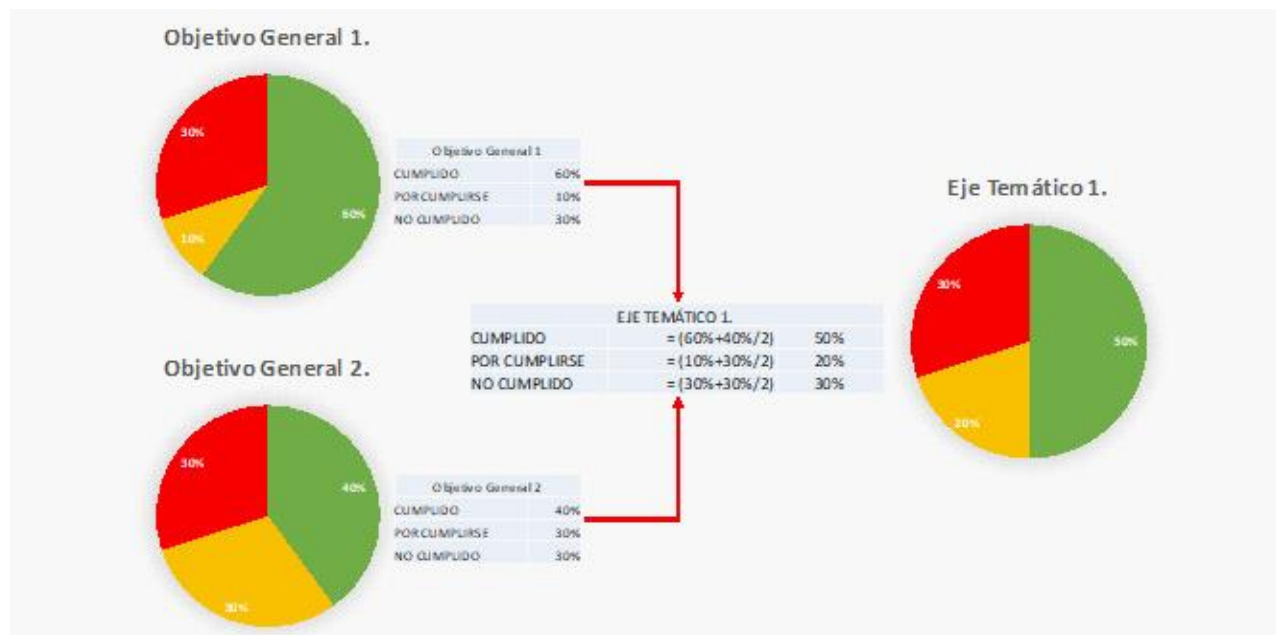 Objetivo General 1.
30%
60%
10%
Objetivo General 1
CUMPLIDO 60%
POR CUMPLIRSE 10%
NO CUMPLIDO 30%
Eje Temático 1.
30%
50%
20%
EJE TEMÁTICO 1.
CUMPLIDO =(60%+40%/2) 50%
POR CUMPLIRSE =(10%+30%/2) 20%
NO CUMPLIDO =(30%+30%/2) 30%
Objetivo General 2.
30%
40%
30%
Objetivo General 2
CUMPLIDO 40%
POR CUMPLIRSE 30%
NO CUMPLIDO 30%